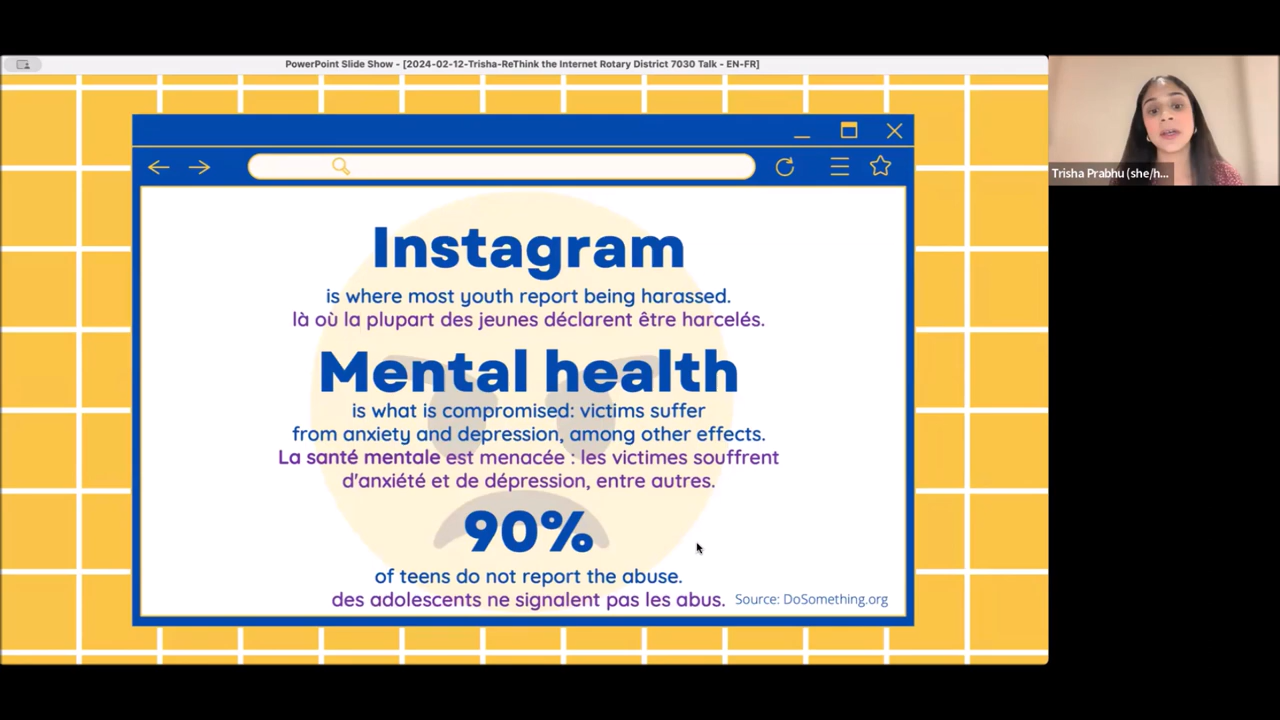 PowerPoint Slide Show - [2024-02-12-Trisha-ReThink the Internet Rotary District 7030 Talk - EN-FR]
Instagram
is where most youth report being harassed.
là où la plupart des jeunes déclarent être harcelés.
Mental health
is what is compromised: victims suffer
from anxiety and depression, among other effects.
La santé mentale est menacée : les victimes souffrent
d'anxiété et de dépression, entre autres.
90%
of teens do not report the abuse.
des adolescents ne signalent pas les abus.
Source: DoSomething.org
Trisha Prabhu (she/h...